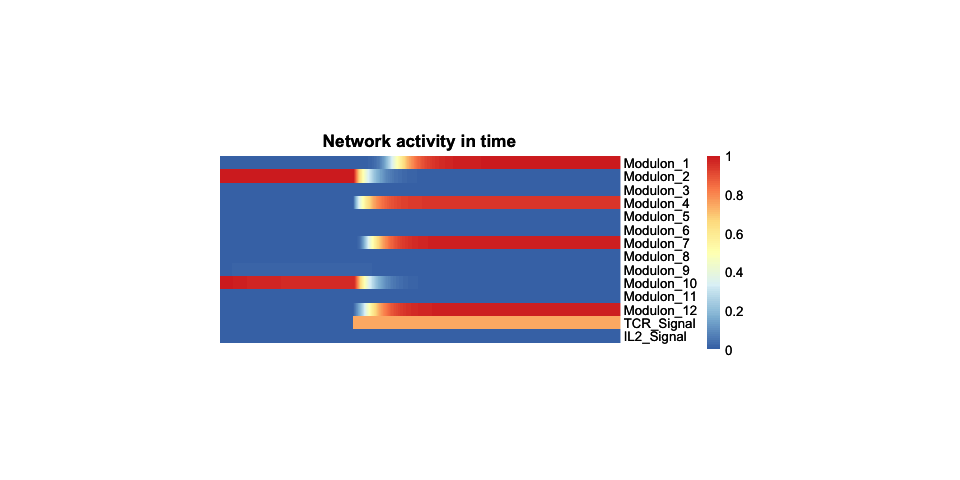 Network activity in time
Modulon_1
Modulon_2
Modulon_3
Modulon_4
Modulon_5
Modulon_6
Modulon_7
Modulon_8
Modulon_9
Modulon_10
Modulon_11
Modulon_12
TCR_Signal
IL2_Signal
1
0.8
0.6
0.4
0.2
0